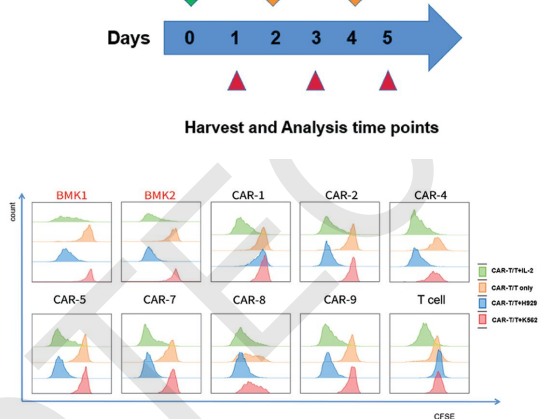 Days 0 1 2 3 4 5
Harvest and Analysis time points
BMK1 BMK2 CAR-1 CAR-2 CAR-4
count
CAR-T/T+IL-2
CAR-T/T only
CAR-T/T+H929
CAR-T/T+K562
CAR-5 CAR-7 CAR-8 CAR-9 T cell
CFSE